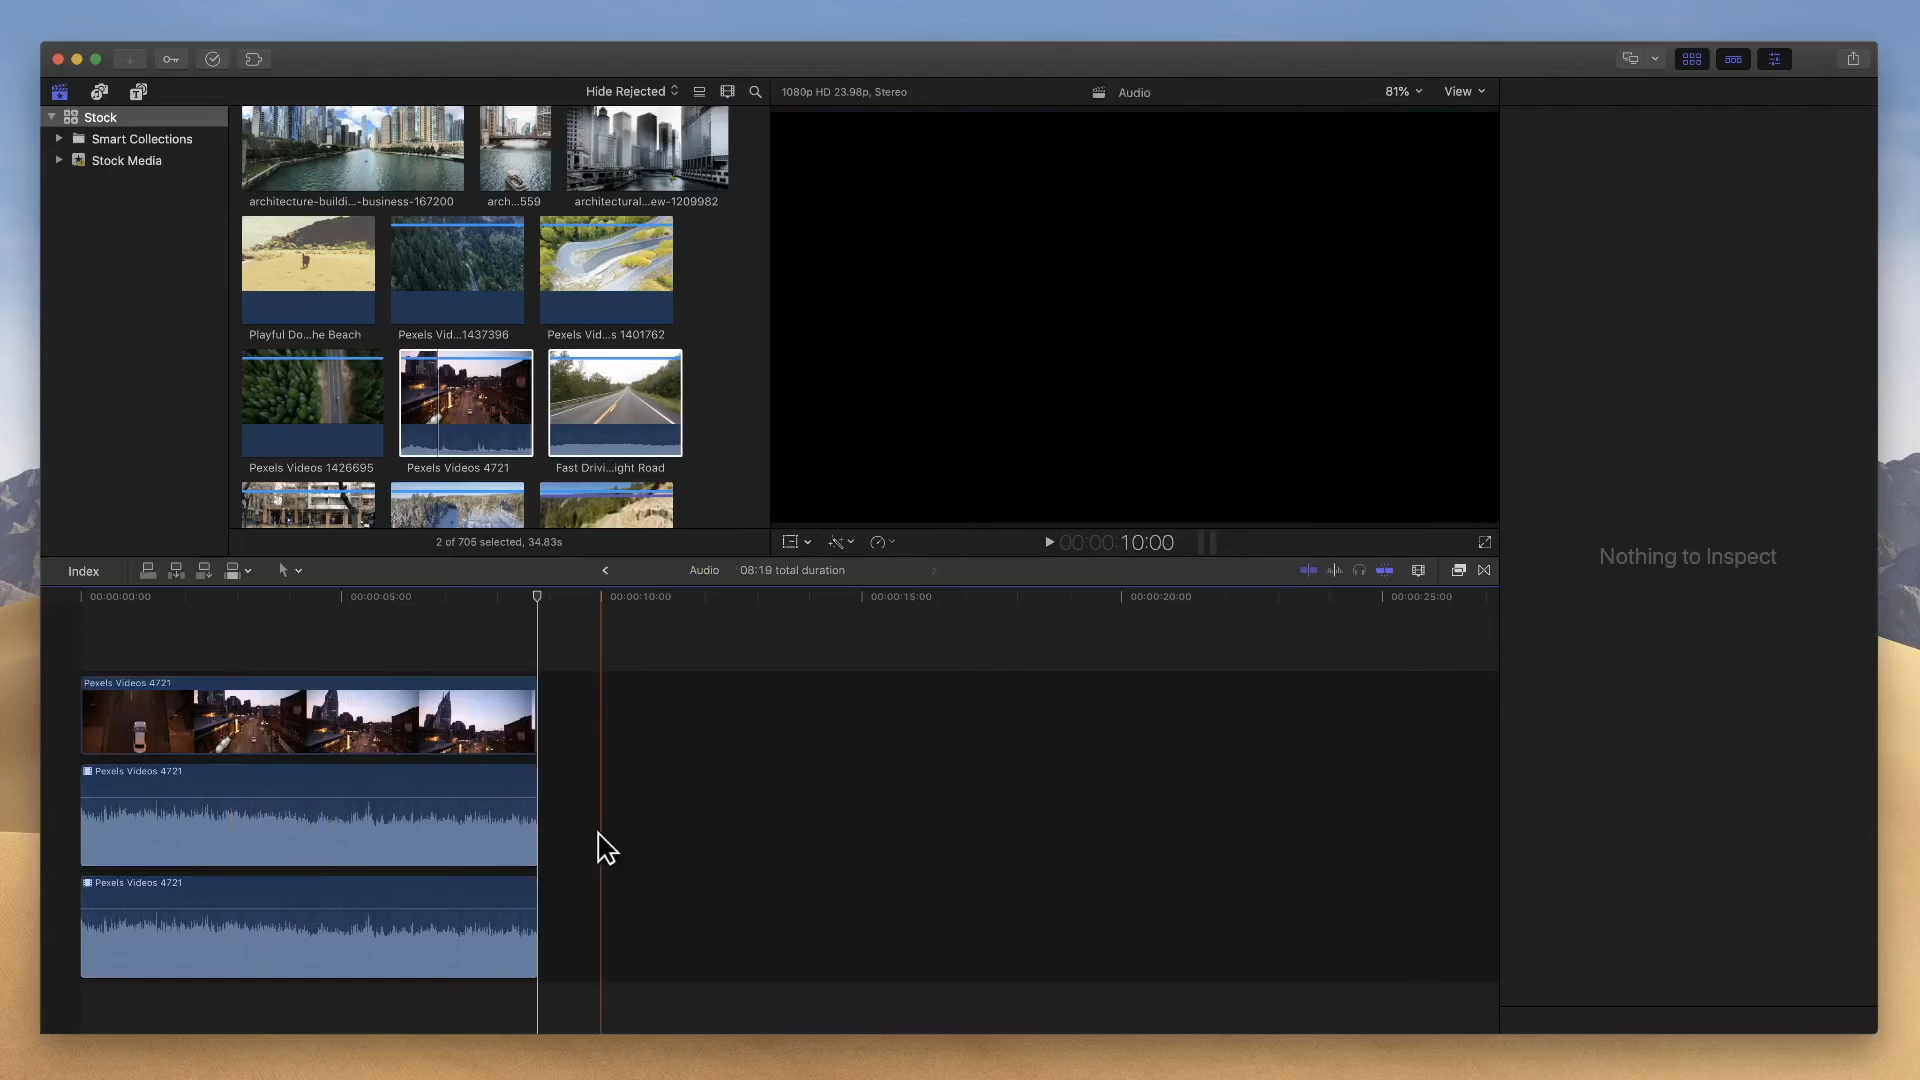 Hide Rejected
1080p HD 23.98p, Stereo
Audio
81%
View
Stock
Smart Collections
Stock Media
architecture-buildi...-business-167200
arch...559
architectural...ew-1209982
Playful Do...he Beach
Pexels Vid...1437396
Pexels Vid...s 1401762
Pexels Videos 1426695
Pexels Videos 4721
Fast Drivi...ight Road
2 of 705 selected, 34.83s
00:00:10:00
Nothing to Inspect
Index
Audio
08:19 total duration
00:00:00:00
00:00:05:00
00:00:10:00
00:00:15:00
00:00:20:00
00:00:25:00
Pexels Videos 4721
Pexels Videos 4721
Pexels Videos 4721